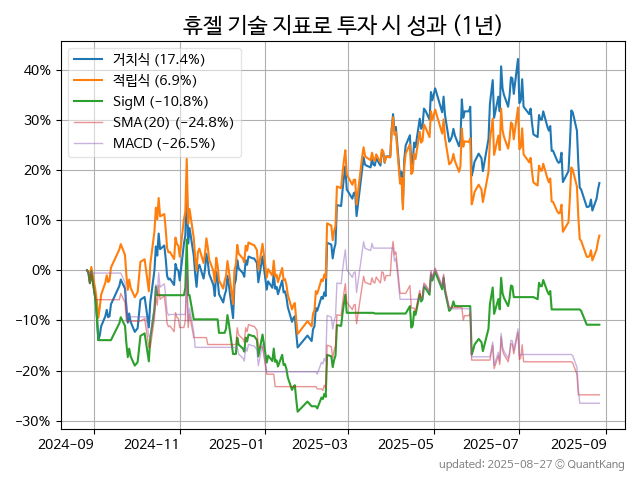 휴젤 기술 지표로 투자 시 성과 (1년)
거치식 (17.4%)
적립식 (6.9%)
SigM (−10.8%)
SMA(20) (−24.8%)
MACD (−26.5%)
40%
30%
20%
10%
0%
−10%
−20%
−30%
2024-09 2024-11 2025-01 2025-03 2025-05 2025-07 2025-09
updated: 2025-08-27 © QuantKang